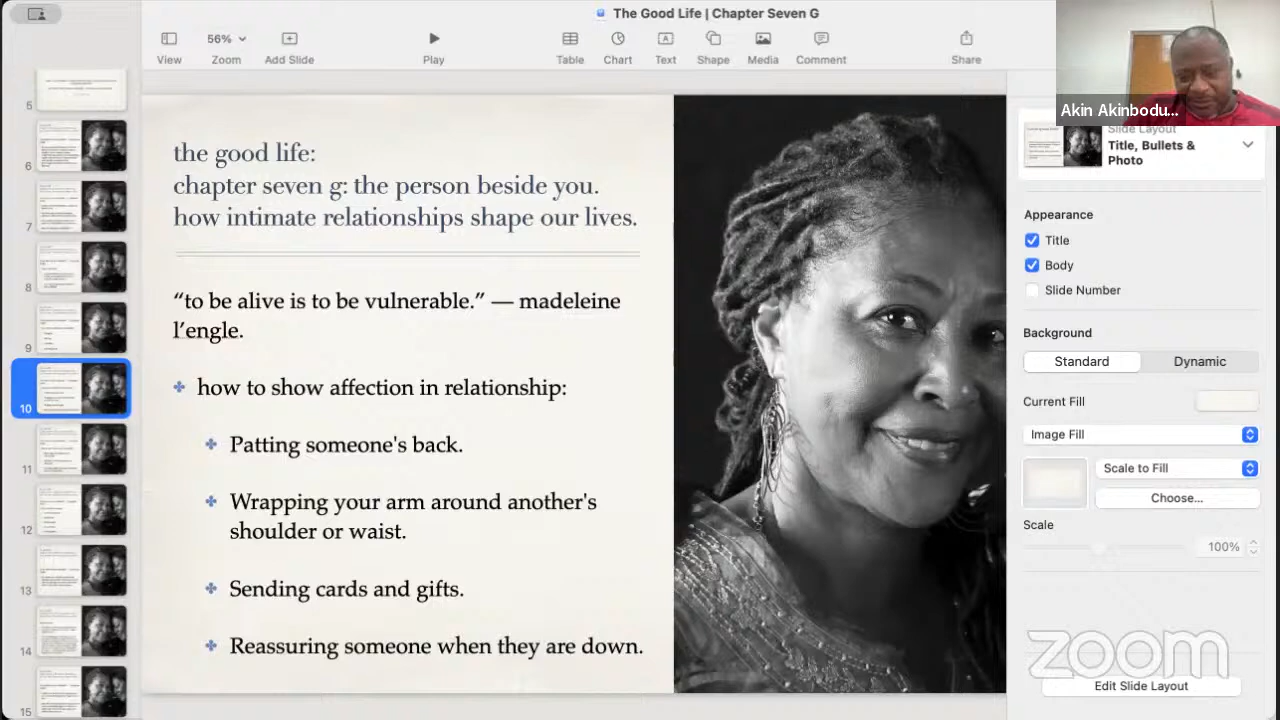 The Good Life | Chapter Seven G
56%
View
Zoom
Add Slide
Play
Table
Chart
Text
Shape
Media
Comment
Share
Akin Akinbodu...
5
6
7
8
9
10
11
12
13
14
15
the good life:
chapter seven g: the person beside you.
how intimate relationships shape our lives.
“to be alive is to be vulnerable.” — madeleine
l’engle.
how to show affection in relationship:
Patting someone's back.
Wrapping your arm around another's
shoulder or waist.
Sending cards and gifts.
Reassuring someone when they are down.
Slide Layout
Title, Bullets &
Photo
Appearance
Title
Body
Slide Number
Background
Standard
Dynamic
Current Fill
Image Fill
Scale to Fill
Choose...
Scale
100%
zoom
Edit Slide Layout